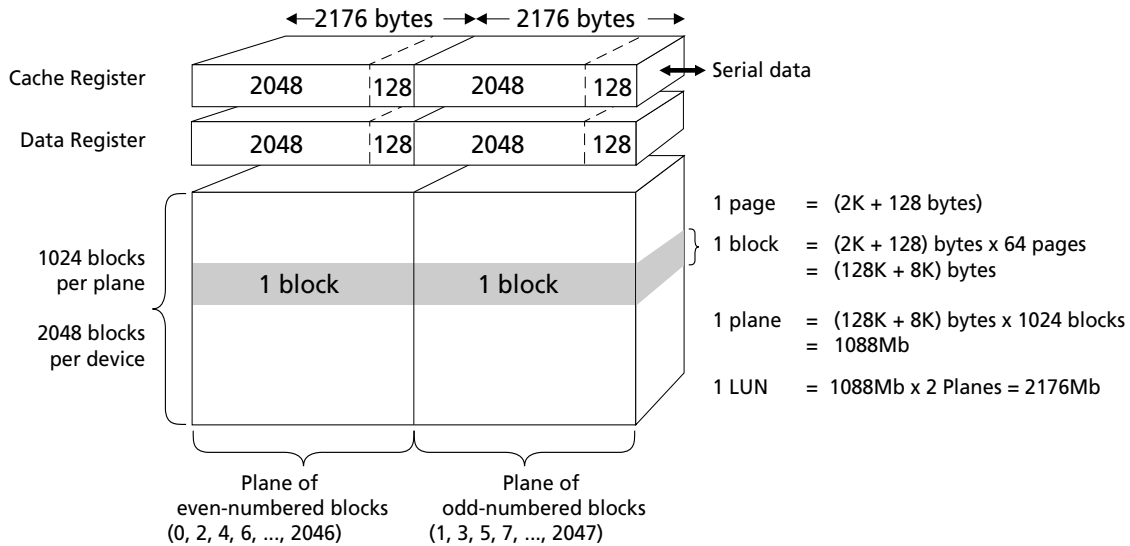 2176 bytes 2176 bytes
Cache Register 2048 128 2048 128 Serial data
Data Register 2048 128 2048 128
1 page = (2K + 128 bytes)
1 block = (2K + 128) bytes x 64 pages
= (128K + 8K) bytes
1024 blocks
per plane
1 block 1 block
2048 blocks
per device
1 plane = (128K + 8K) bytes x 1024 blocks
= 1088Mb
1 LUN = 1088Mb x 2 Planes = 2176Mb
Plane of
even-numbered blocks
(0, 2, 4, 6, ..., 2046)
Plane of
odd-numbered blocks
(1, 3, 5, 7, ..., 2047)